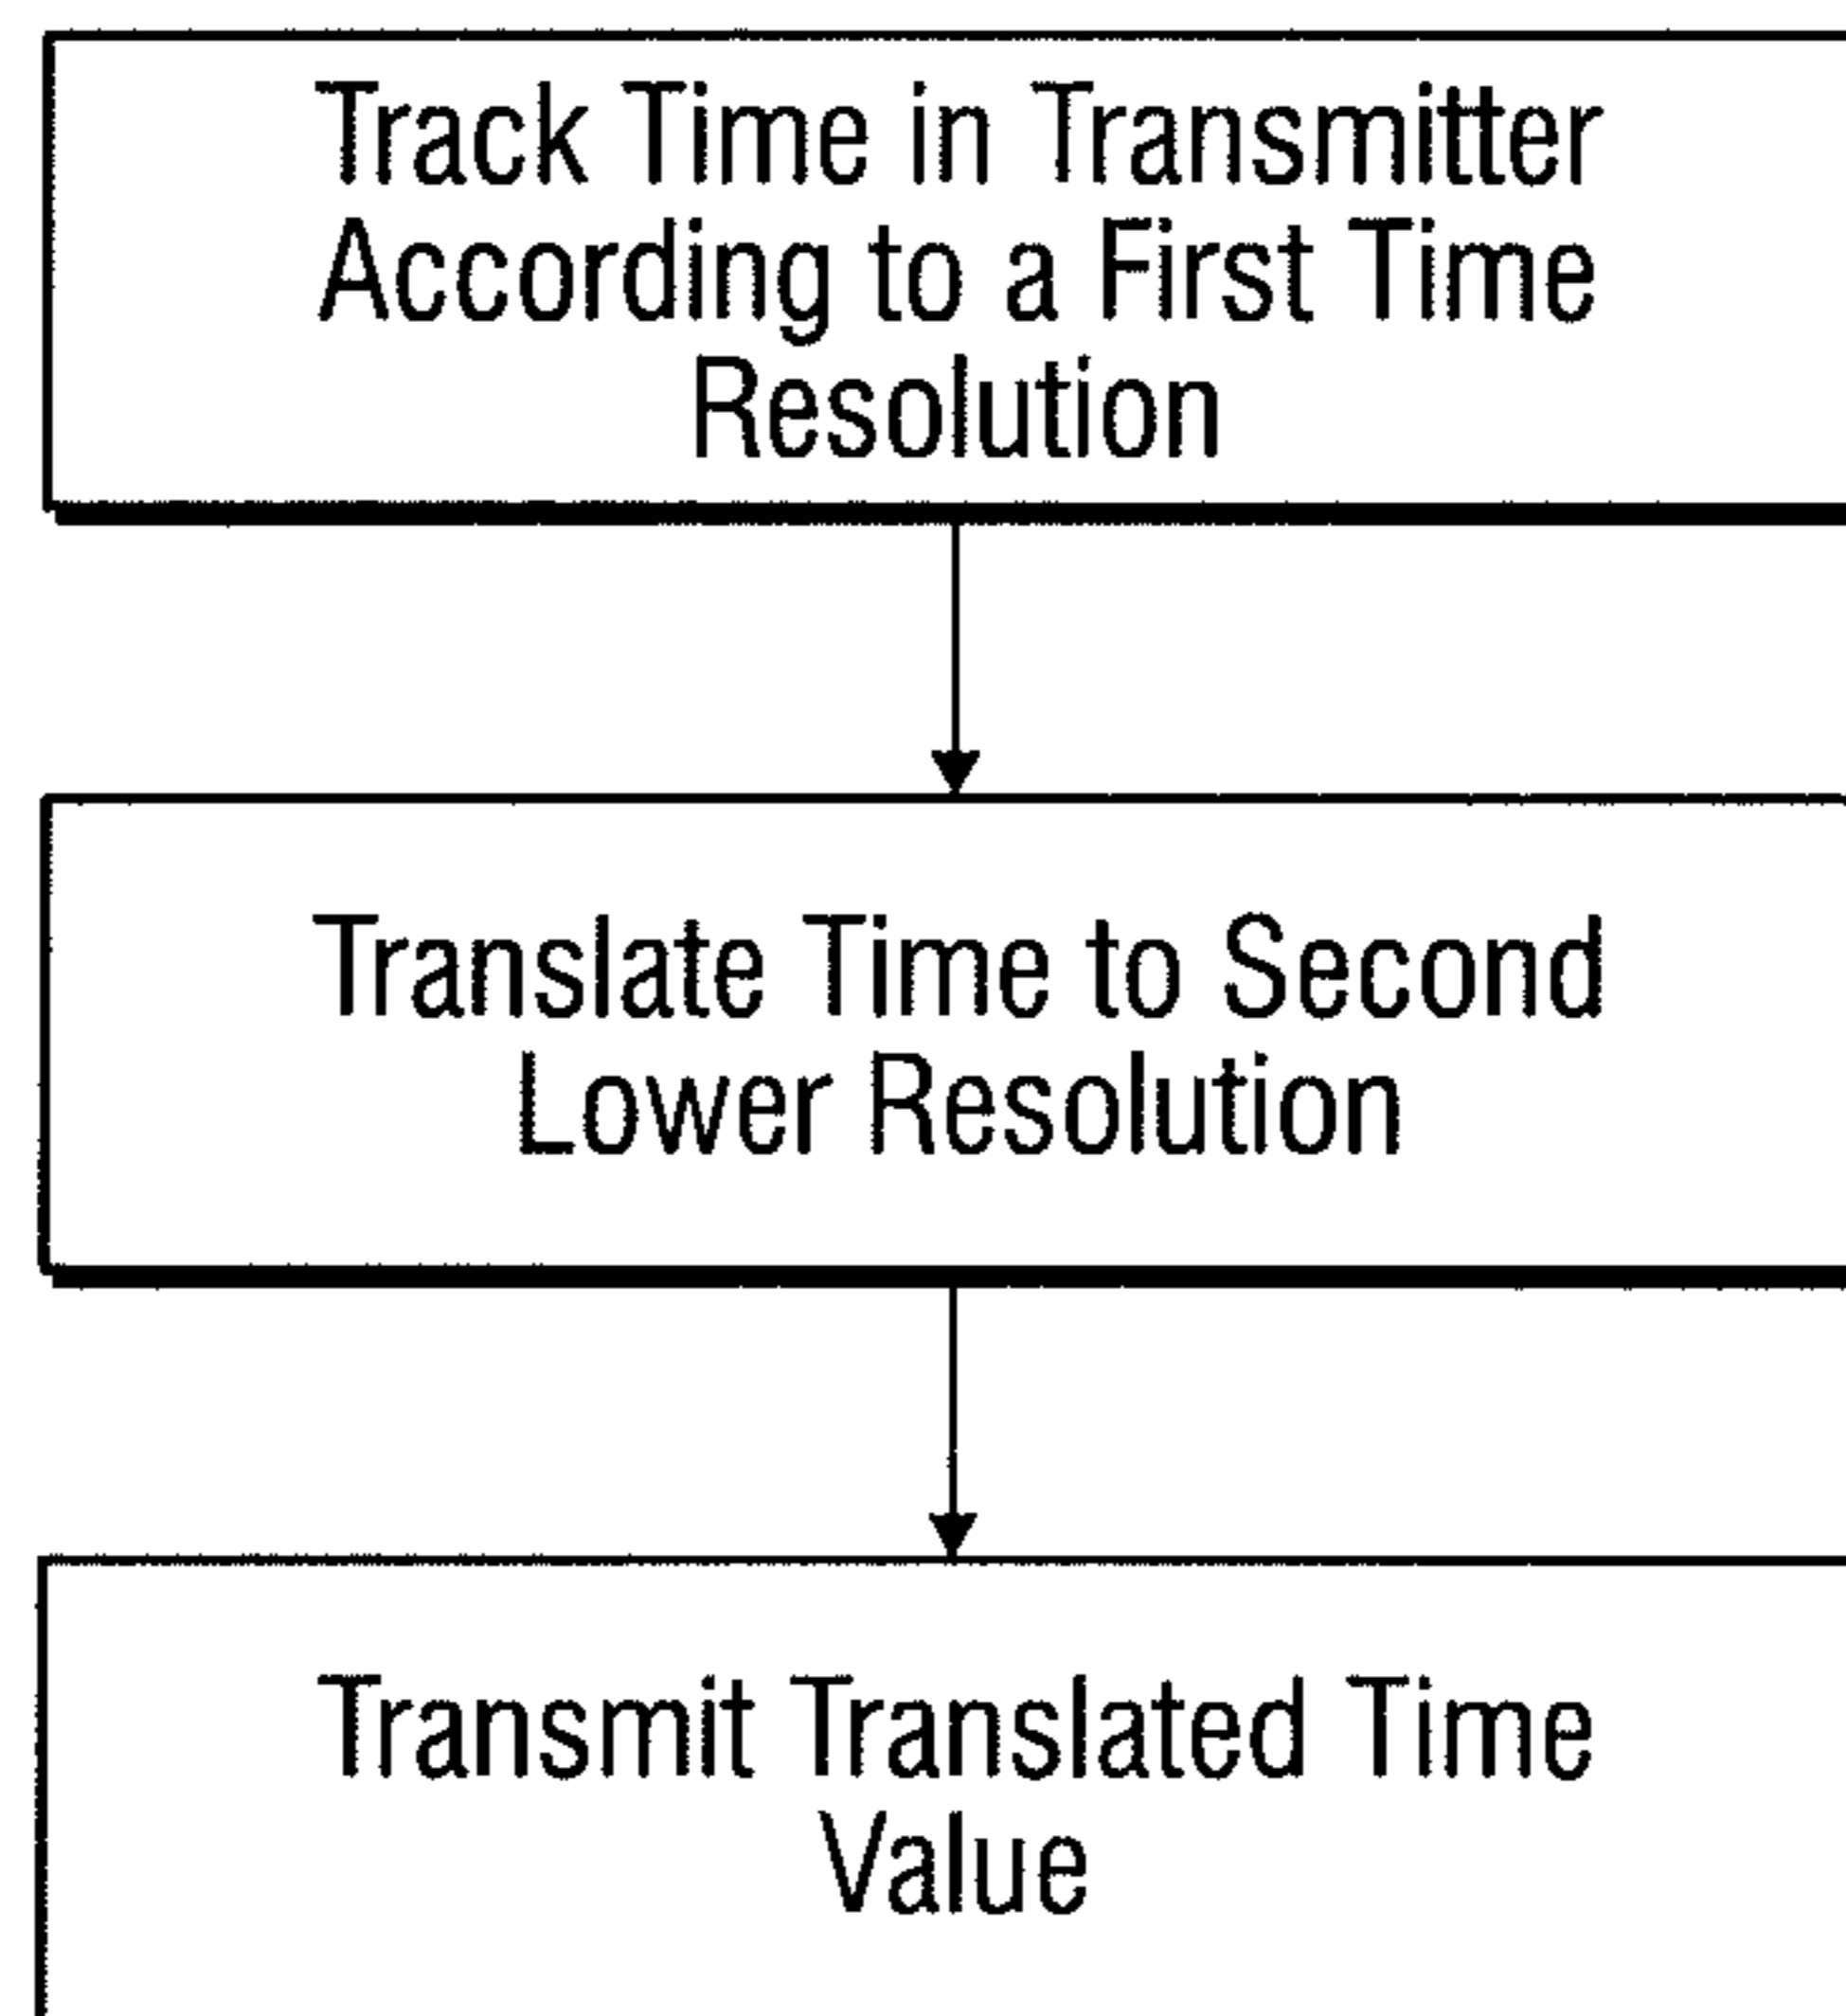 Track Time in Transmitter
According to a First Time
Resolution
Translate Time to Second
Lower Resolution
Transmit Translated Time
Value